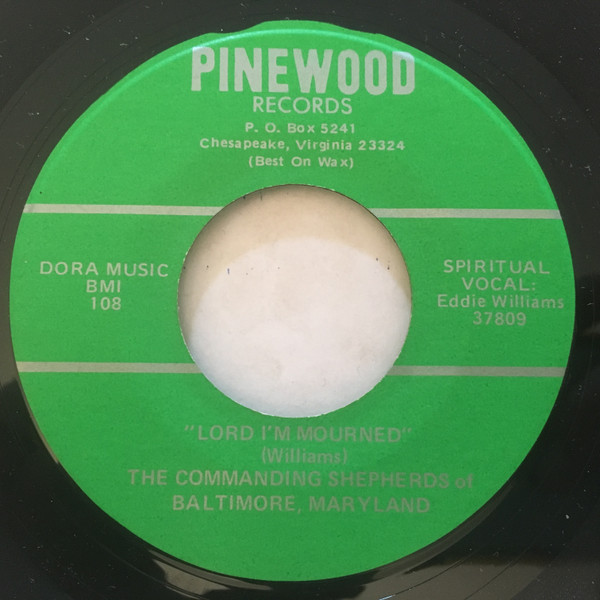 PINEWOOD
RECORDS
P. O. Box 5241
Chesapeake, Virginia 23324
(Best On Wax)
DORA MUSIC
BMI
108
SPIRITUAL
VOCAL:
Eddie Williams
37809
"LORD I'M MOURNED"
(Williams)
THE COMMANDING SHEPHERDS of
BALTIMORE, MARYLAND